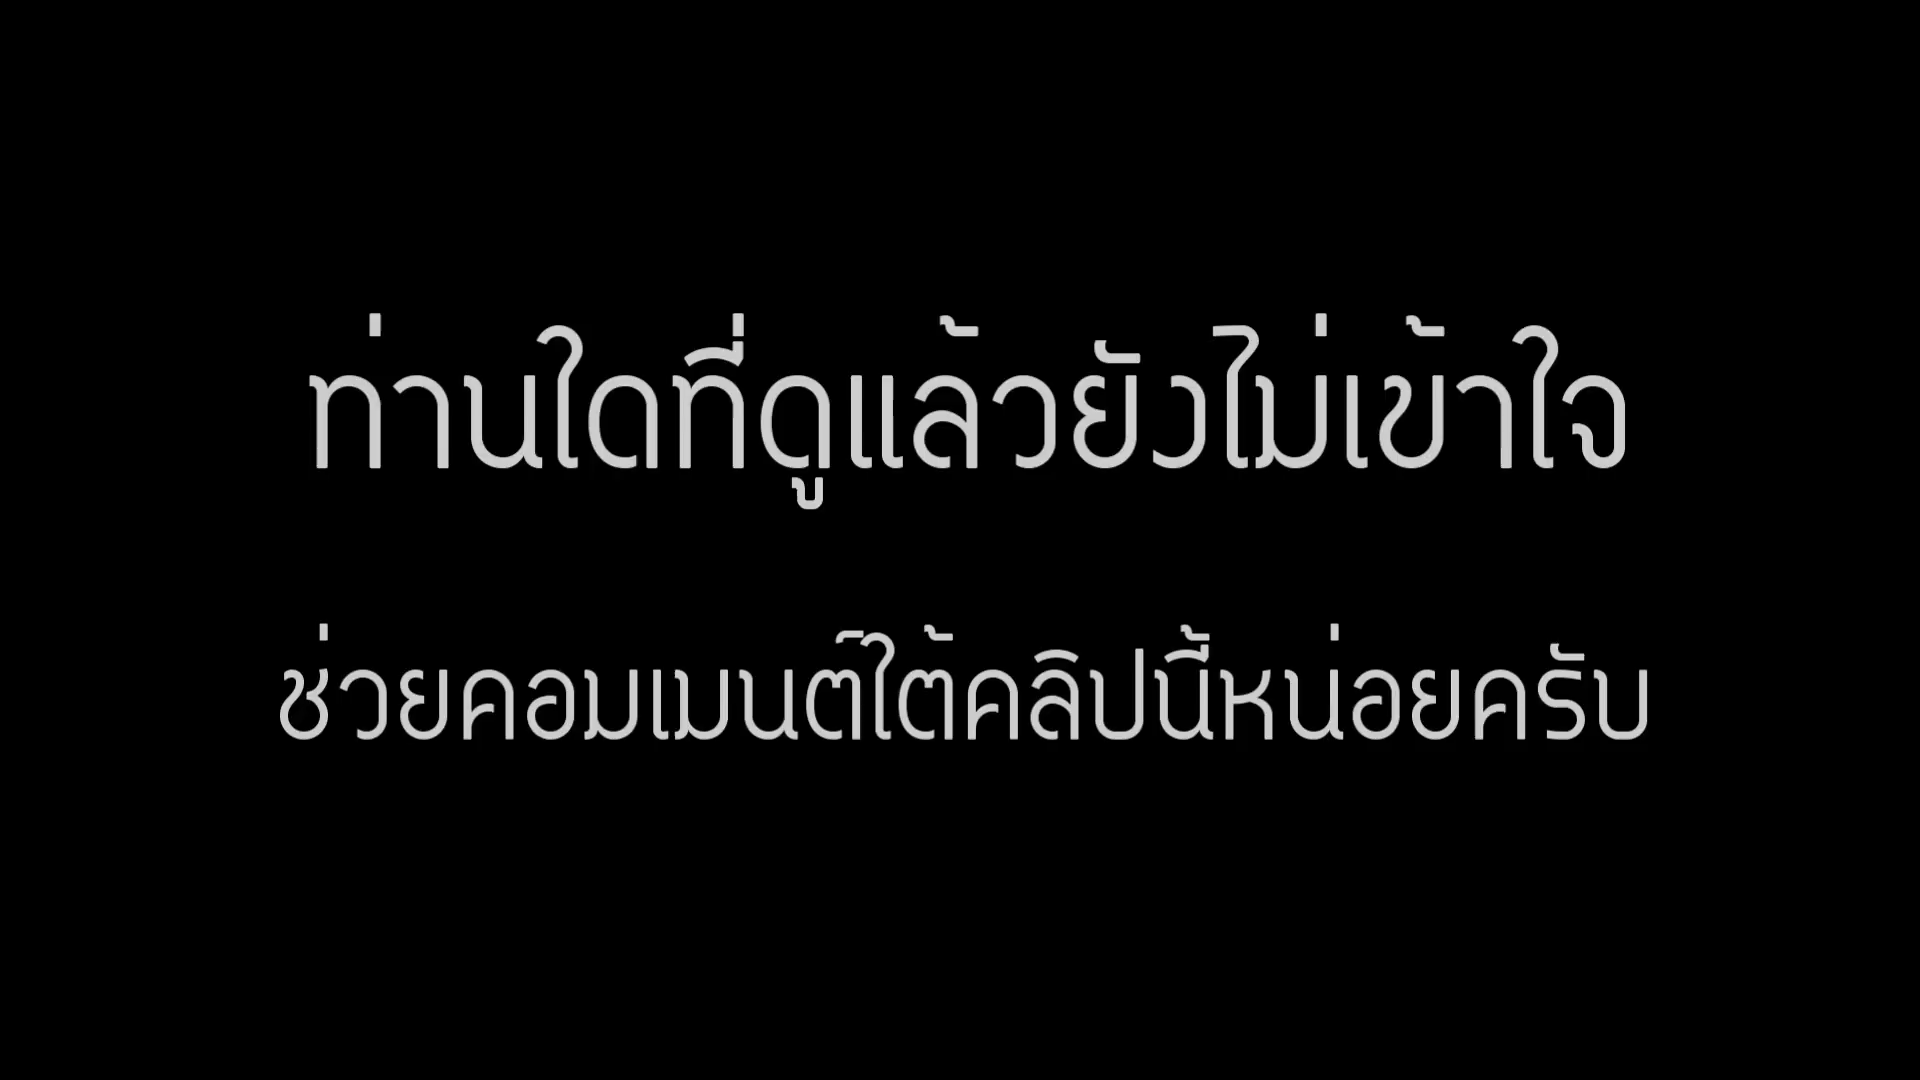 ท่านใดที่ดูแล้วยังไม่เข้าใจ
ช่วยคอมเมนต์ใต้คลิปนี้หน่อยครับ